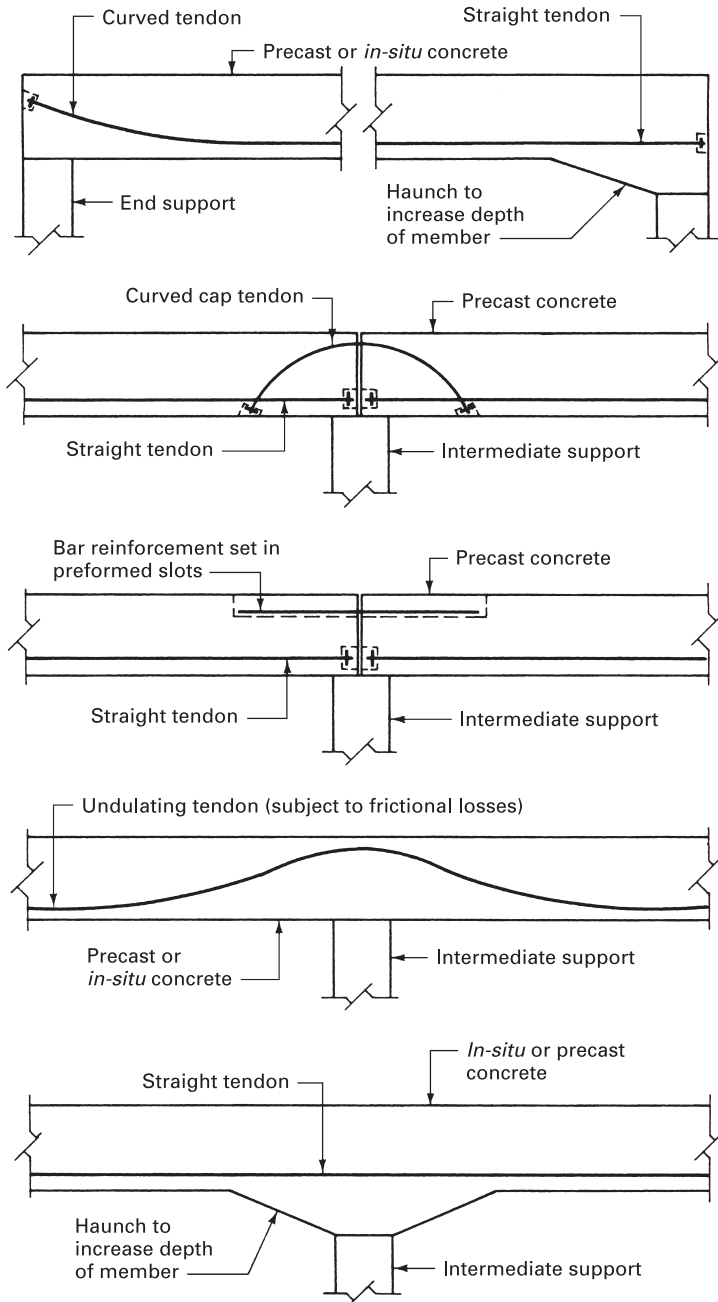 Curved tendon
Straight tendon
Precast or in-situ concrete
End support
Haunch to
increase depth
of member
Curved cap tendon
Precast concrete
Straight tendon
Intermediate support
Bar reinforcement set in
preformed slots
Precast concrete
Straight tendon
Intermediate support
Undulating tendon (subject to frictional losses)
Precast or
in-situ concrete
Intermediate support
In-situ or precast
concrete
Straight tendon
Haunch to
increase depth
of member
Intermediate support